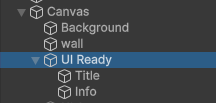 Canvas
Background
wall
UI Ready
Title
Info